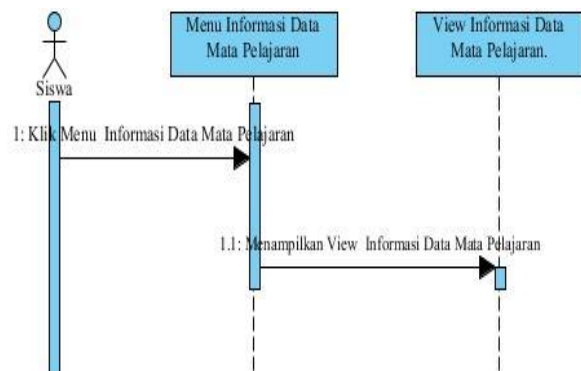 Menu Informasi Data
Mata Pelajaran
View Informasi Data
Mata Pelajaran.
Siswa
1: Klik Menu Informasi Data Mata Pelajaran
1.1: Menampilkan View Informasi Data Mata Pelajaran